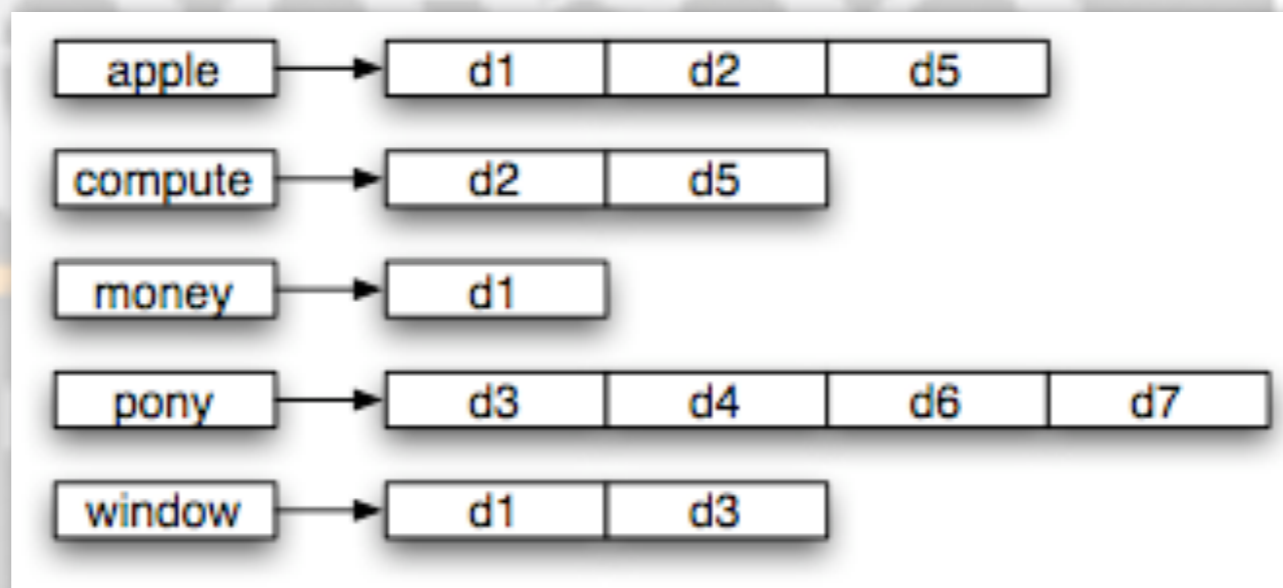 apple d1 d2 d5
compute d2 d5
money d1
pony d3 d4 d6 d7
window d1 d3